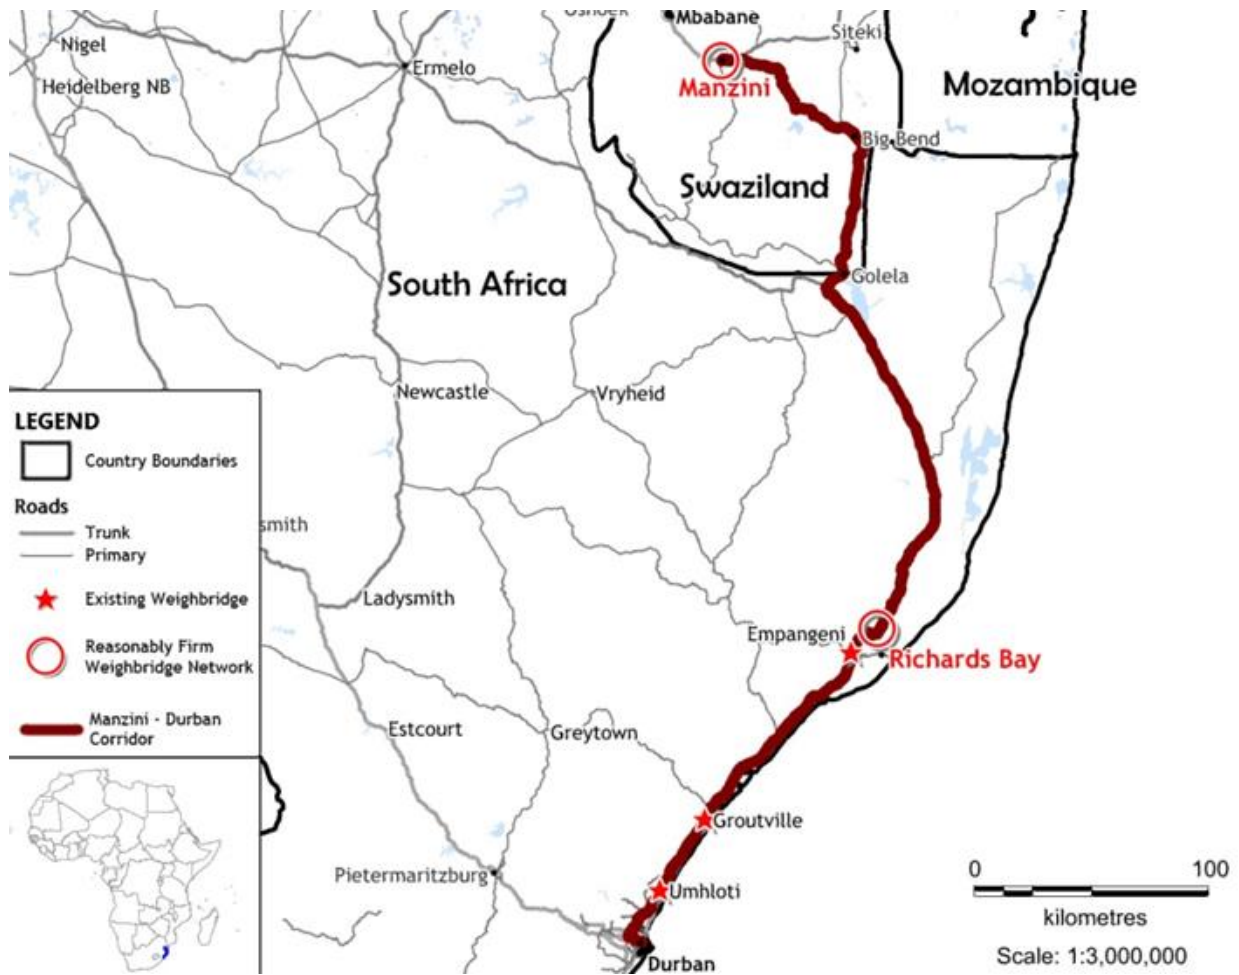 Oshoek
Mbabane
Siteki
Nigel
Ermelo
Heidelberg NB
Manzini
Mozambique
Big Bend
Swaziland
Golela
South Africa
Newcastle
Vryheid
LEGEND
Country Boundaries
Roads
Trunk
Primary
smith
Existing Weighbridge
Ladysmith
Reasonably Firm
Weighbridge Network
Empangeni
Richards Bay
Manzini - Durban
Corridor
Estcourt
Greytown
Groutville
Pietermaritzburg
Umhloti
Durban
0 100
kilometres
Scale: 1:3,000,000